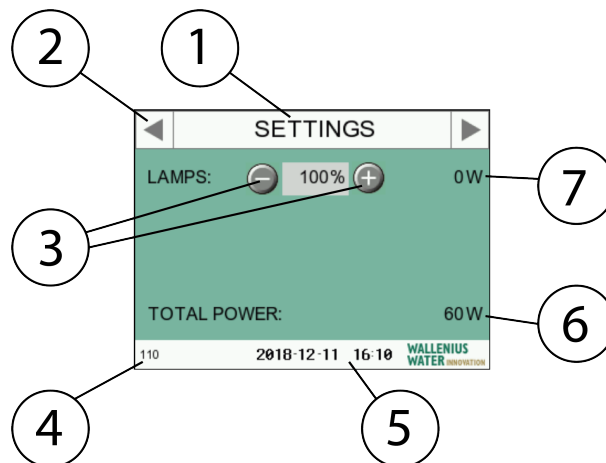 2 1
SETTINGS
LAMPS: − 100% + 0W 7
3
TOTAL POWER: 60W 6
110 2018-12-11 16:10 WALLENIUS
WATER INNOVATION
4 5